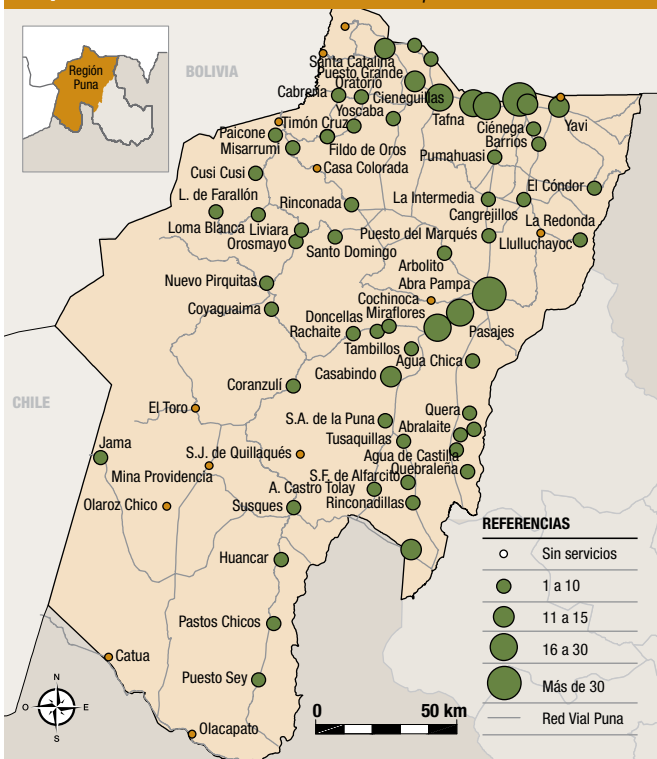 Región
Puna
BOLIVIA
CHILE
Santa Catalina
Puesto Grande
Oratorio
Cabrería
Cieneguillas
Yoscaba
Tafna
Ciénega
Yavi
Barrios
Timón Cruz
Paicone
Misarrumi
Fildo de Oros
Pumahuasi
Casa Colorada
Cusi Cusi
El Cóndor
L. de Farallón
Rinconada
La Intermedia
Cangrejillos
La Redonda
Loma Blanca
Liviara
Orosmayo
Santo Domingo
Puesto del Marqués
Llulluchayoc
Arbolito
Abra Pampa
Nuevo Pirquitas
Cochinoca
Coyaguaima
Doncellas
Miraflores
Rachaite
Pasajes
Tambillos
Agua Chica
Casabindo
Coranzulí
El Toro
S.A. de la Puna
Quera
Abralaite
Tusaquillas
Jama
S.J. de Quillaqués
Agua de Castilla
Mina Providencia
Quebraleña
S.F. de Alfarcito
A. Castro Tolay
Olaroz Chico
Susques
Rinconadillas
Huancar
Pastos Chicos
Catua
Puesto Sey
Olacapato
N
O
E
S
0
50 km
REFERENCIAS
Sin servicios
1 a 10
11 a 15
16 a 30
Más de 30
Red Vial Puna